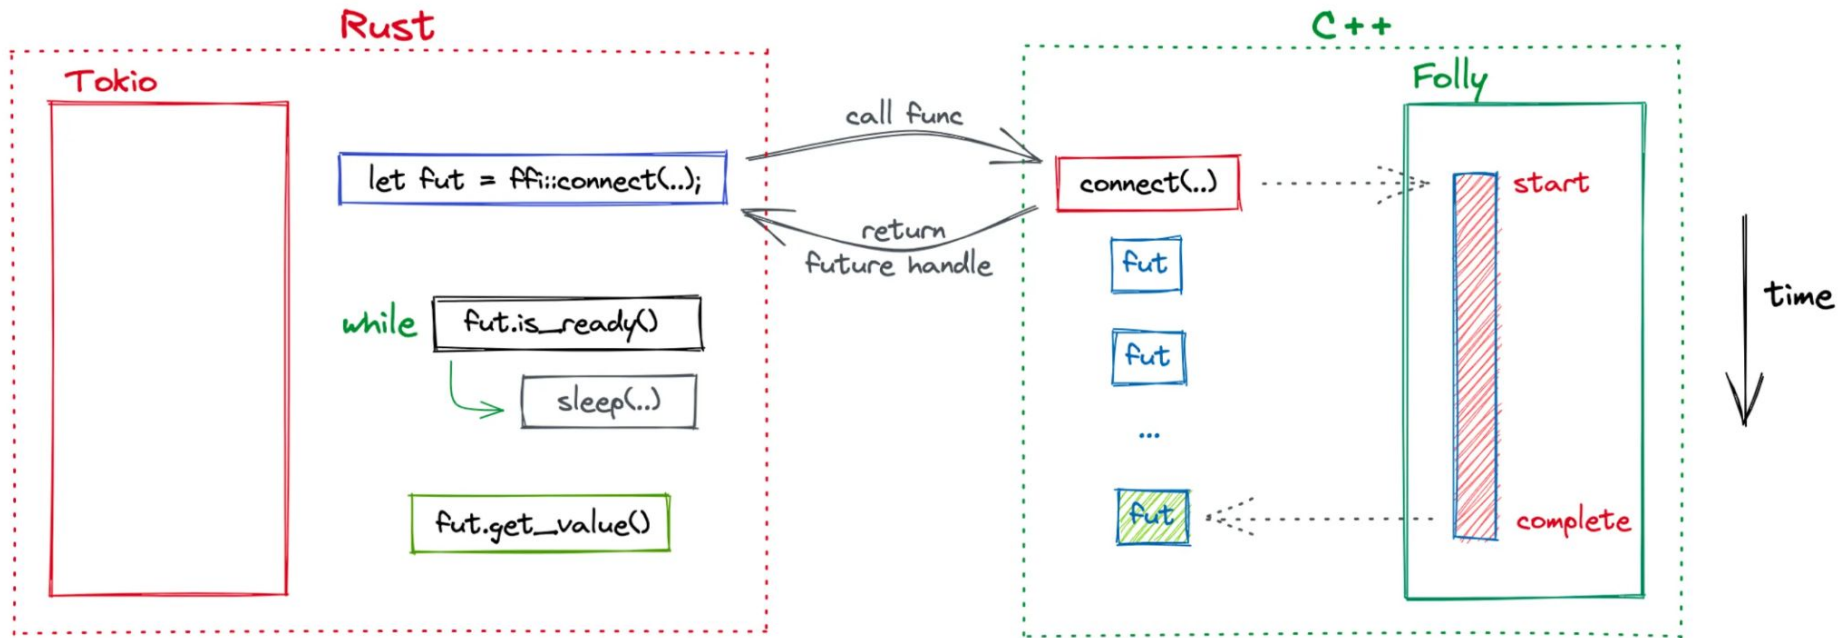 Rust
C++
Tokio
Folly
call func
let fut = ffi::connect(..);
connect(..)
start
return
future handle
fut
time
while fut.is_ready()
fut
sleep(..)
...
fut.get_value()
fut
complete